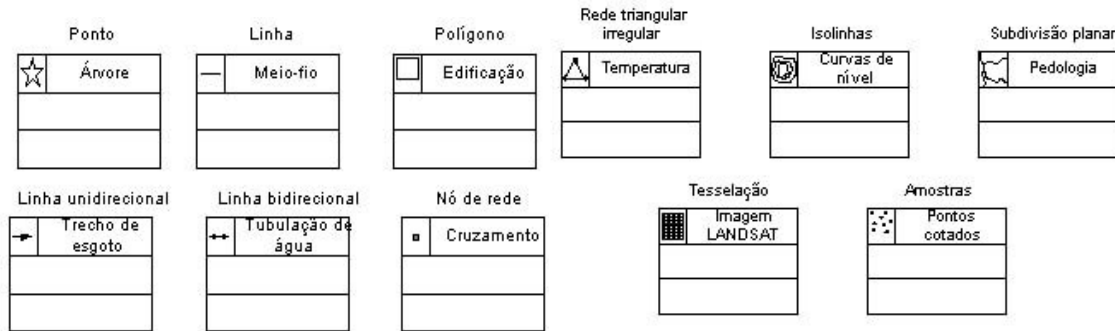 Ponto
Linha
Polígono
Rede triangular
irregular
Isolinhas
Subdivisão planar
Árvore
Meio-fio
Edificação
Temperatura
Curvas de
nível
Pedologia
Linha unidirecional
Linha bidirecional
Nó de rede
Tesselação
Amostras
Trecho de
esgoto
Tubulação de
água
Cruzamento
Imagem
LANDSAT
Pontos
cotados